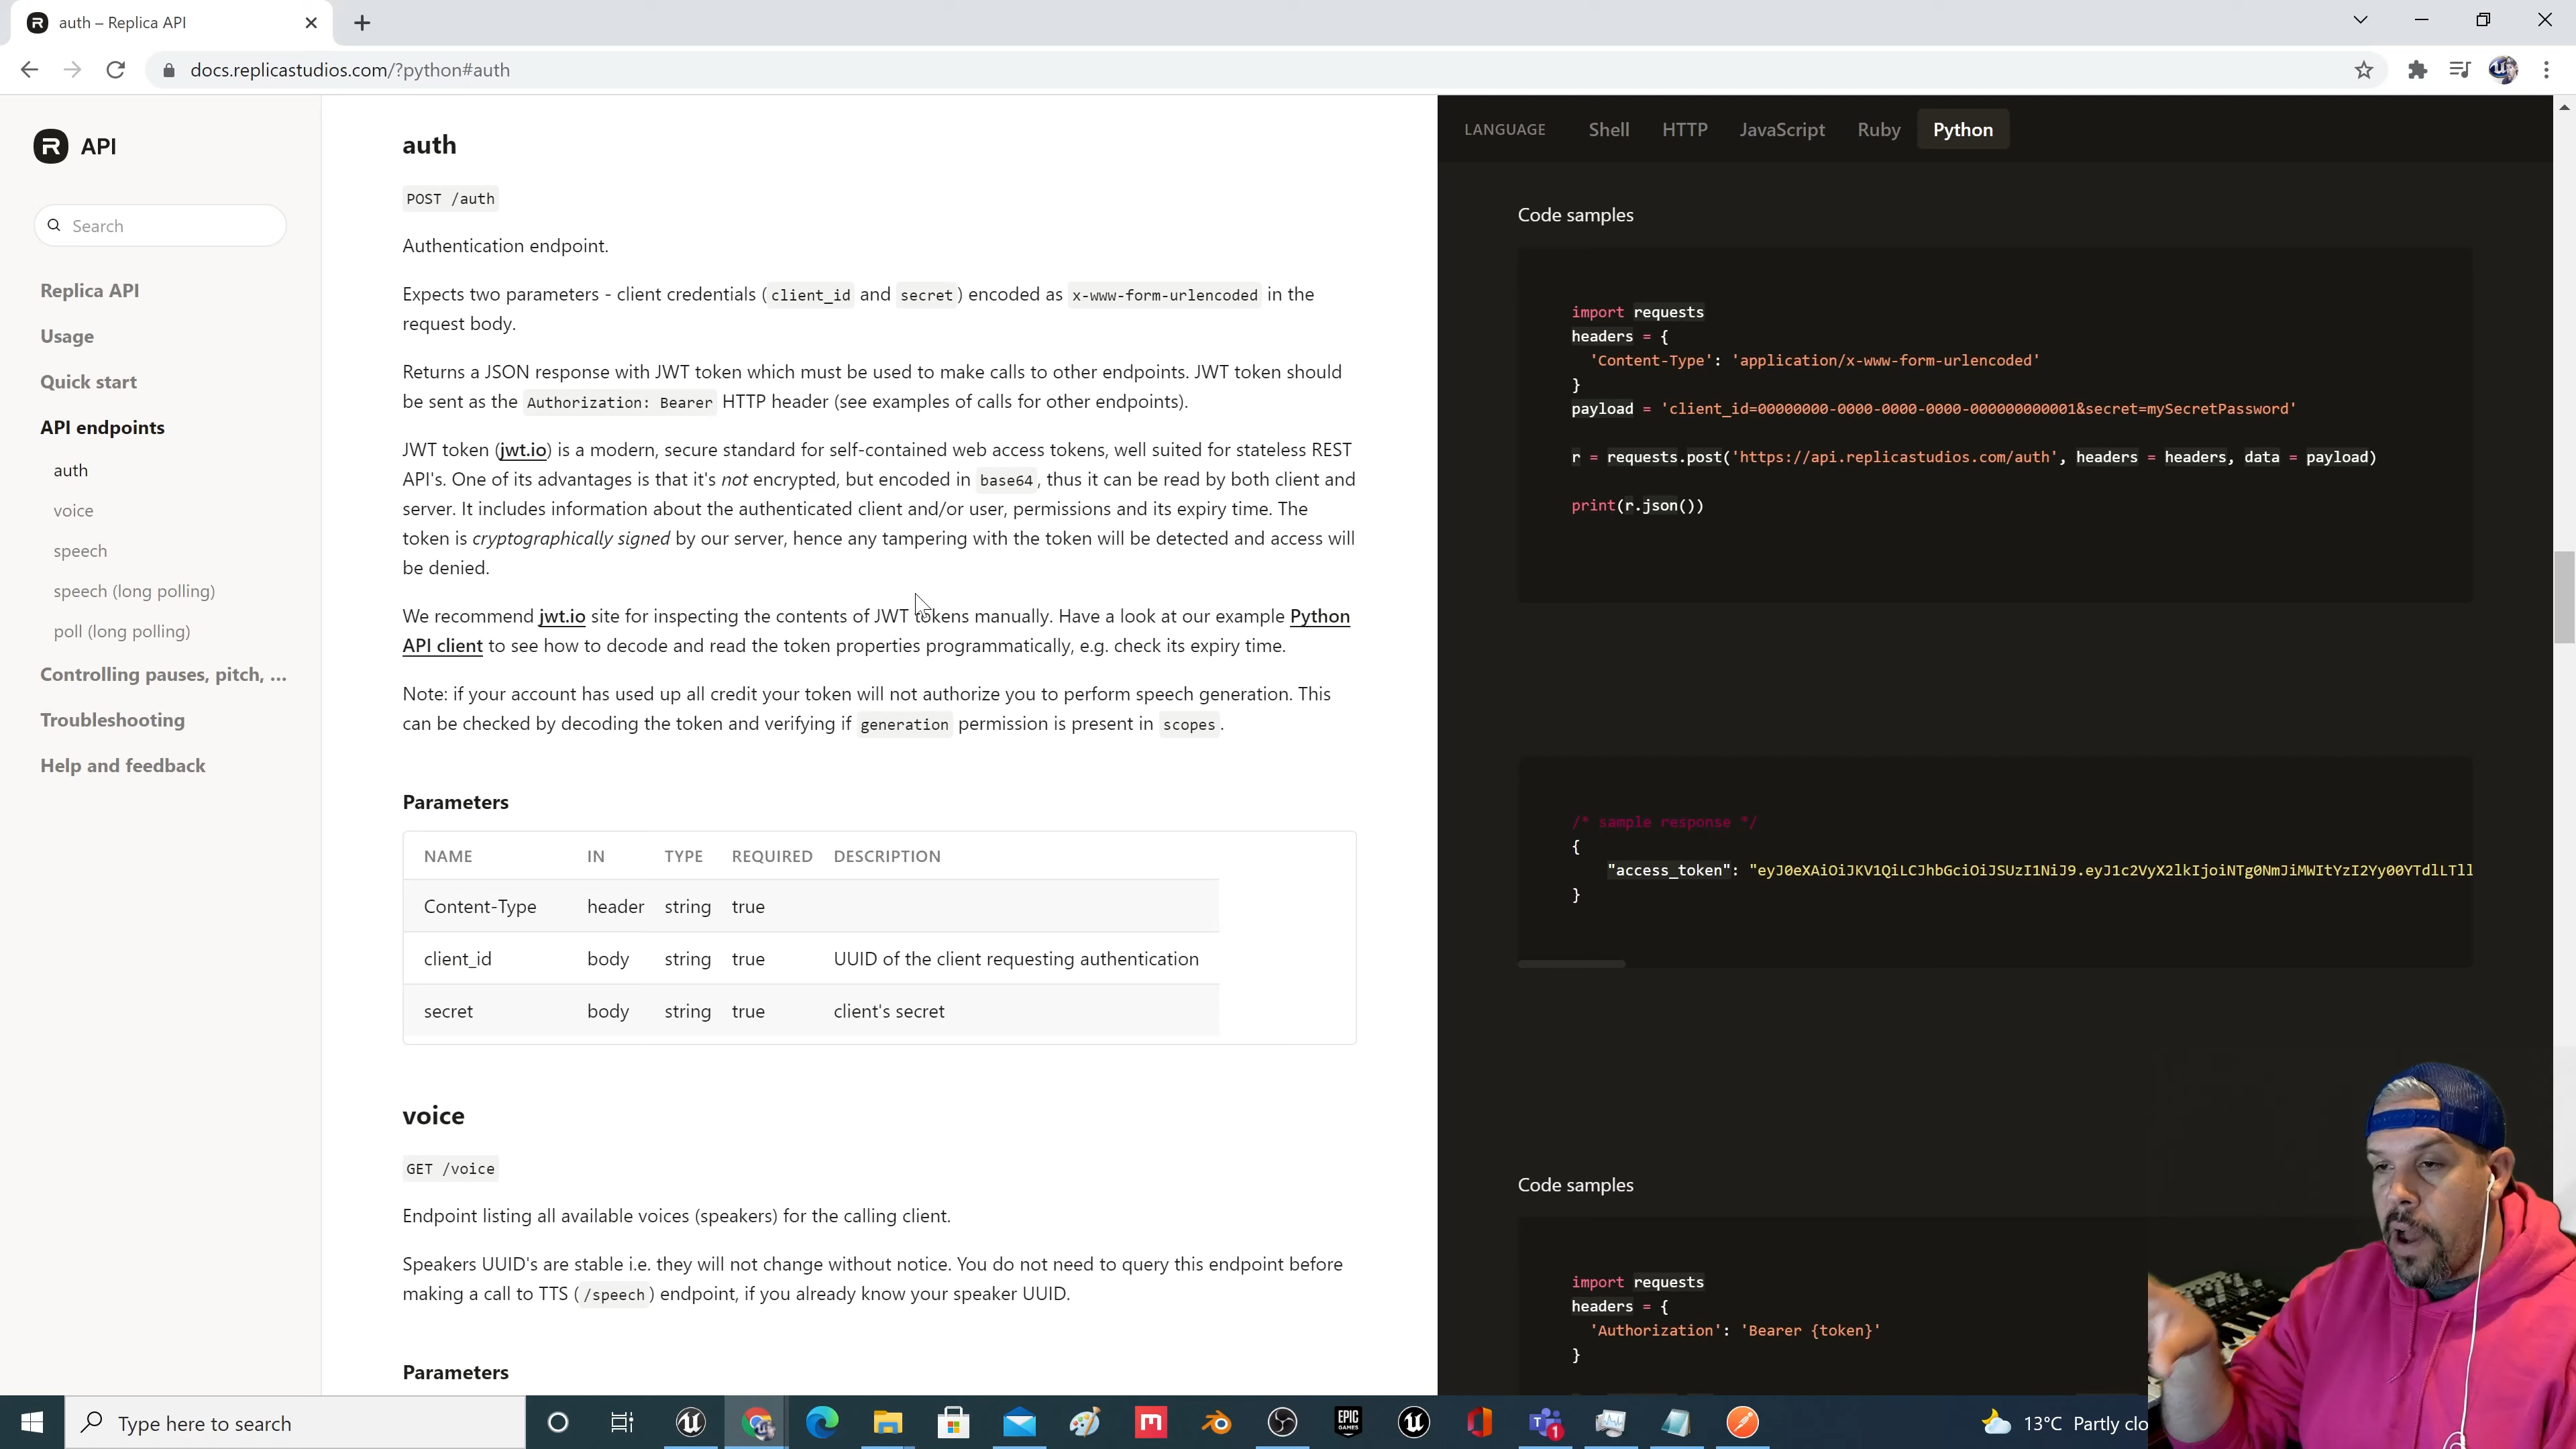 auth – Replica API
docs.replicastudios.com/?python#auth
API
Search
Replica API
Usage
Quick start
API endpoints
auth
voice
speech
speech (long polling)
poll (long polling)
Controlling pauses, pitch, ...
Troubleshooting
Help and feedback
auth
POST /auth
Authentication endpoint.
Expects two parameters - client credentials ( client_id and secret ) encoded as x-www-form-urlencoded in the
request body.
Returns a JSON response with JWT token which must be used to make calls to other endpoints. JWT token should
be sent as the Authorization: Bearer HTTP header (see examples of calls for other endpoints).
JWT token (jwt.io) is a modern, secure standard for self-contained web access tokens, well suited for stateless REST
API's. One of its advantages is that it's not encrypted, but encoded in base64 , thus it can be read by both client and
server. It includes information about the authenticated client and/or user, permissions and its expiry time. The
token is cryptographically signed by our server, hence any tampering with the token will be detected and access will
be denied.
We recommend jwt.io site for inspecting the contents of JWT tokens manually. Have a look at our example Python
API client to see how to decode and read the token properties programmatically, e.g. check its expiry time.
Note: if your account has used up all credit your token will not authorize you to perform speech generation. This
can be checked by decoding the token and verifying if generation permission is present in scopes .
Parameters
NAME IN TYPE REQUIRED DESCRIPTION
Content-Type header string true
client_id body string true UUID of the client requesting authentication
secret body string true client's secret
voice
GET /voice
Endpoint listing all available voices (speakers) for the calling client.
Speakers UUID's are stable i.e. they will not change without notice. You do not need to query this endpoint before
making a call to TTS ( /speech ) endpoint, if you already know your speaker UUID.
Parameters
LANGUAGE Shell HTTP JavaScript Ruby Python
Code samples
import requests
headers = {
'Content-Type': 'application/x-www-form-urlencoded'
}
payload = 'client_id=00000000-0000-0000-0000-000000000001&secret=mySecretPassword'
r = requests.post('https://api.replicastudios.com/auth', headers = headers, data = payload)
print(r.json())
/* sample response */
{
"access_token": "eyJ0eXAiOiJKV1QiLCJhbGciOiJSUzI1NiJ9.eyJ1c2VyX2lkIjoiNTg0NmJiMWItYzI2Yy00YTdlLTll
}
Code samples
import requests
headers = {
'Authorization': 'Bearer {token}'
}
Type here to search
EPIC
GAMES
1
13°C Partly clo